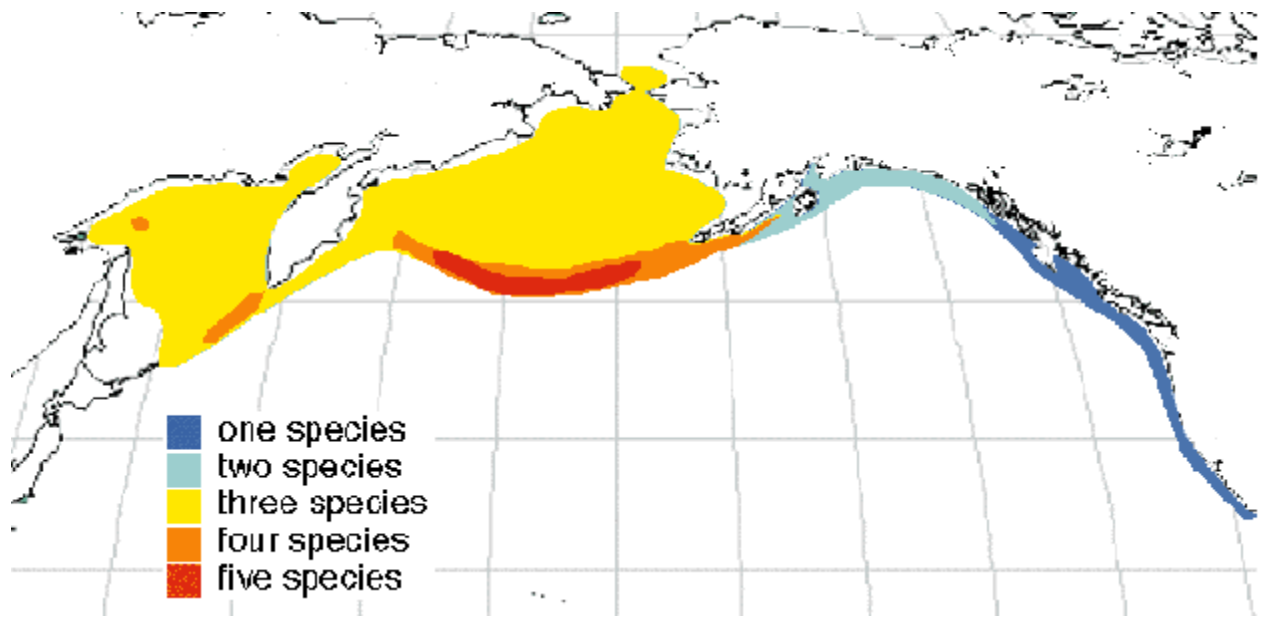 one species
two species
three species
four species
five species